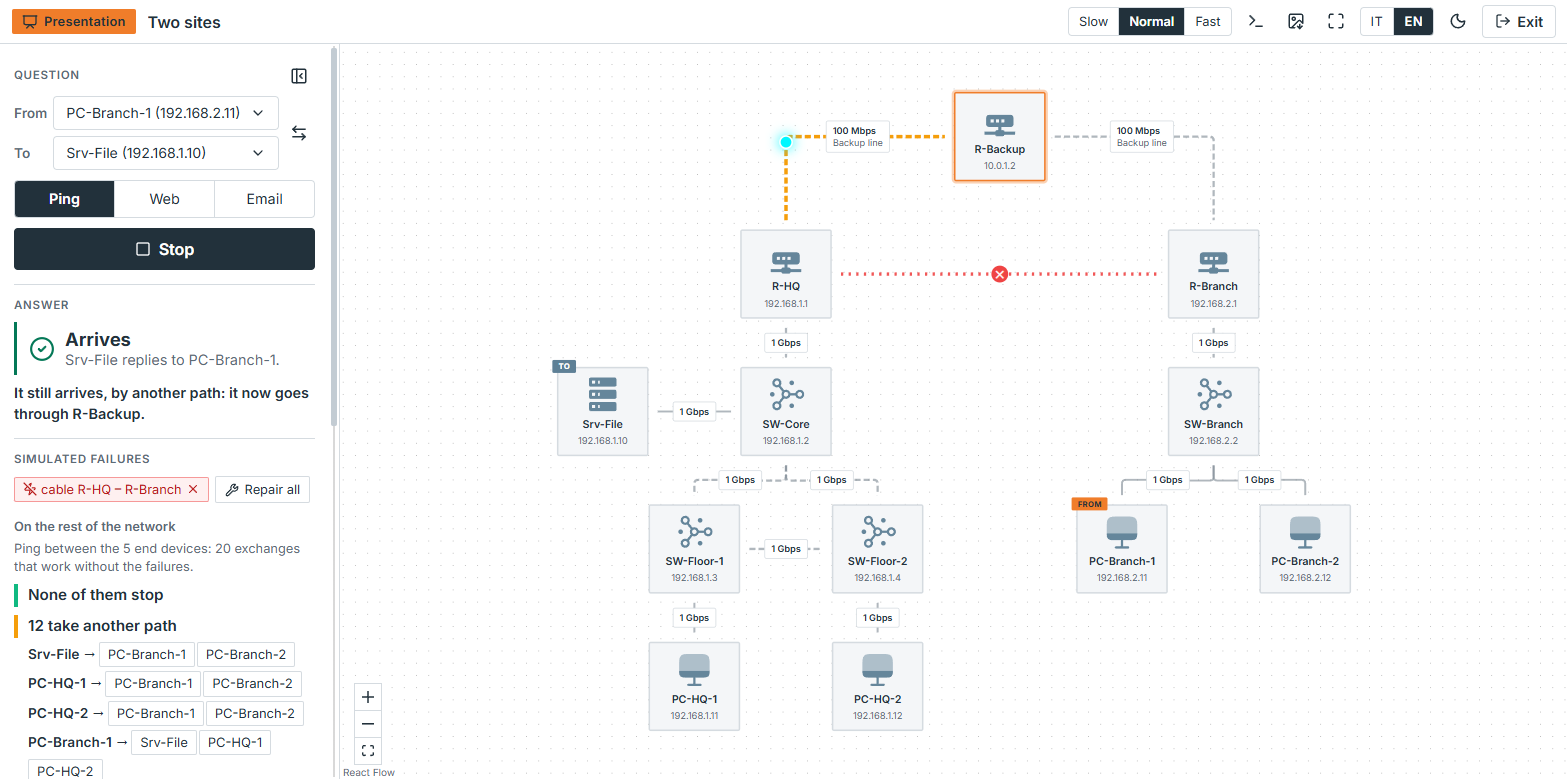 Presentation
Two sites
Slow
Normal
Fast
IT
EN
Exit
QUESTION
From
PC-Branch-1 (192.168.2.11)
To
Srv-File (192.168.1.10)
Ping
Web
Email
Stop
ANSWER
Arrives
Srv-File replies to PC-Branch-1.
It still arrives, by another path: it now goes
through R-Backup.
SIMULATED FAILURES
cable R-HQ – R-Branch
Repair all
On the rest of the network
Ping between the 5 end devices: 20 exchanges
that work without the failures.
None of them stop
12 take another path
Srv-File → PC-Branch-1 PC-Branch-2
PC-HQ-1 → PC-Branch-1 PC-Branch-2
PC-HQ-2 → PC-Branch-1 PC-Branch-2
PC-Branch-1 → Srv-File PC-HQ-1
PC-HQ-2
100 Mbps
Backup line
R-Backup
10.0.1.2
100 Mbps
Backup line
R-HQ
192.168.1.1
R-Branch
192.168.2.1
1 Gbps
1 Gbps
TO
Srv-File
192.168.1.10
1 Gbps
SW-Core
192.168.1.2
SW-Branch
192.168.2.2
1 Gbps
1 Gbps
1 Gbps
1 Gbps
SW-Floor-1
192.168.1.3
1 Gbps
SW-Floor-2
192.168.1.4
FROM
PC-Branch-1
192.168.2.11
PC-Branch-2
192.168.2.12
1 Gbps
1 Gbps
PC-HQ-1
192.168.1.11
PC-HQ-2
192.168.1.12
React Flow